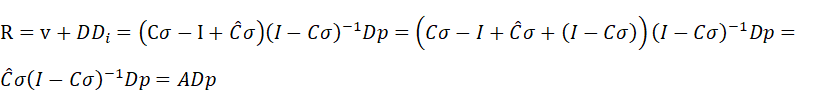 R = v + DD_i = (Cσ − I + Ĉσ)(I − Cσ)^{−1}Dp = (Cσ − I + Ĉσ + (I − Cσ))(I − Cσ)^{−1}Dp =
Ĉσ(I − Cσ)^{−1}Dp = ADp